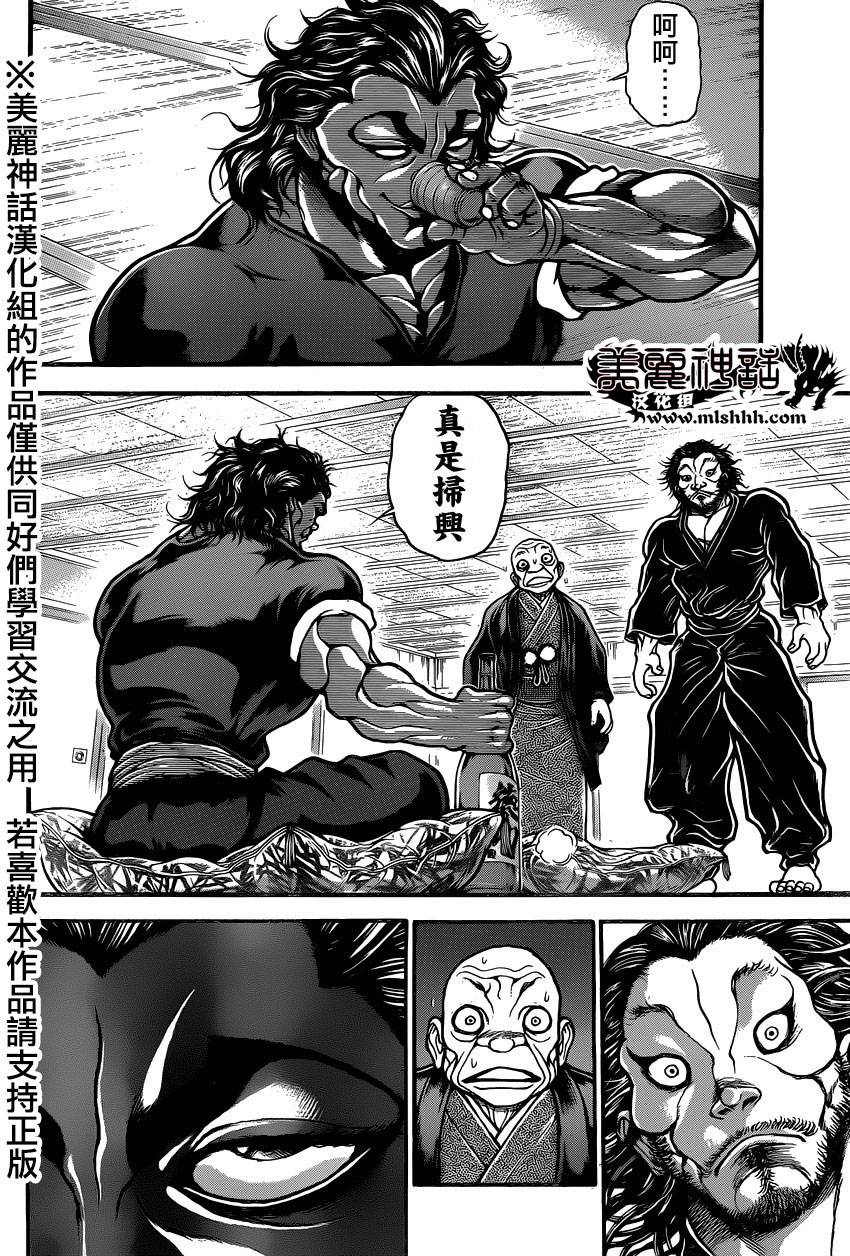 呵呵……
美麗神話
汉化组
www.mlshhh.com
真是掃興
※美麗神話漢化組的作品僅供同好們學習交流之用 — 若喜歡本作品請支持正版